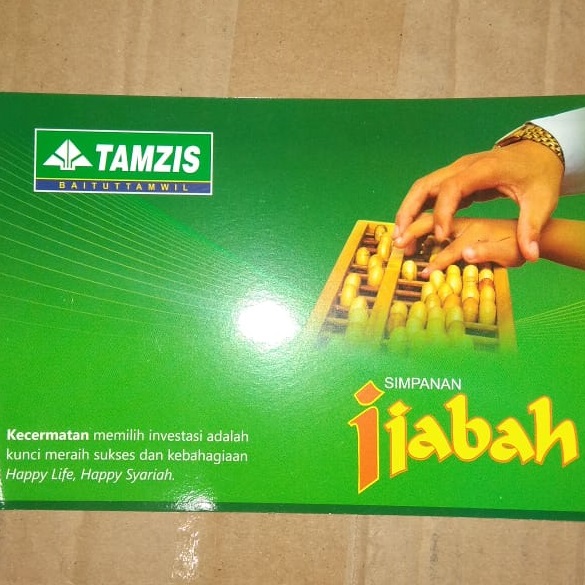 TAMZIS
BAITUTTAMWIL
SIMPANAN
ijabah
Kecermatan memilih investasi adalah
kunci meraih sukses dan kebahagiaan
Happy Life, Happy Syariah.